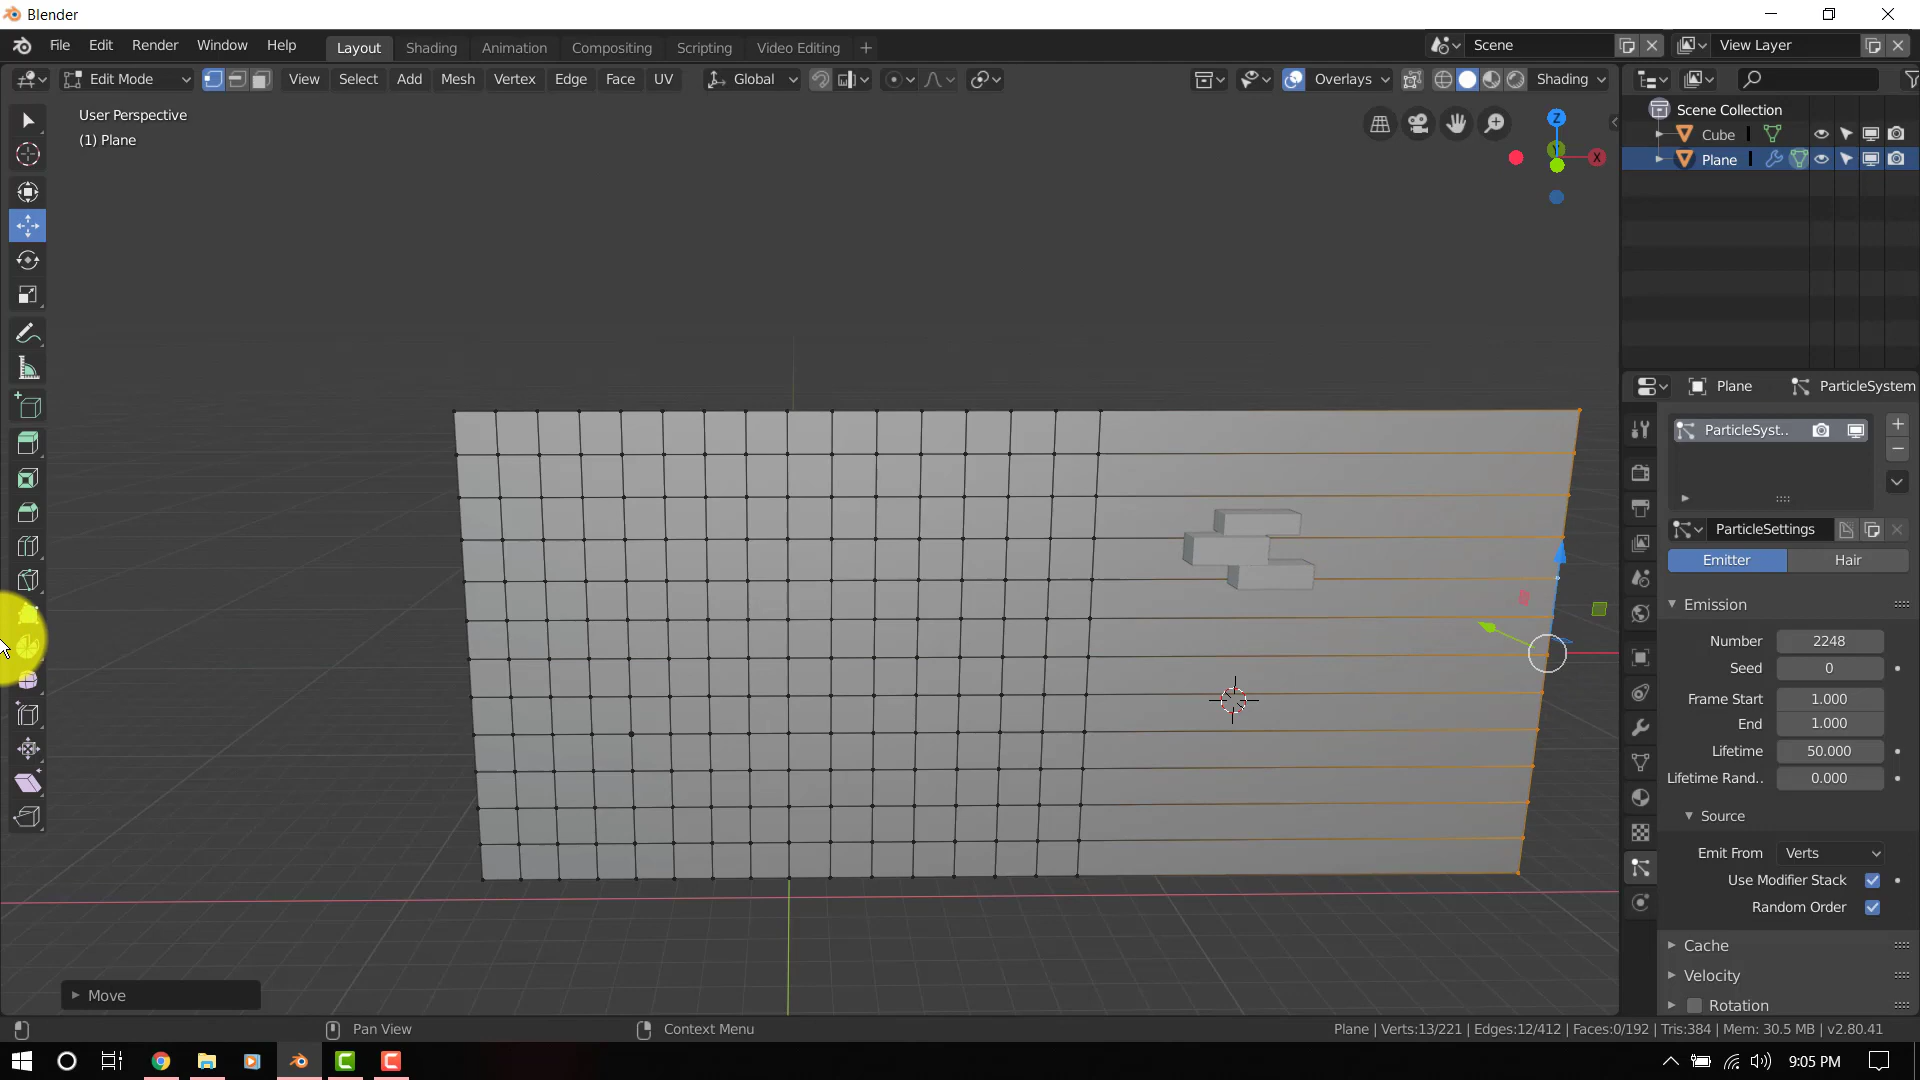 Blender
File Edit Render Window Help Layout Shading Animation Compositing Scripting Video Editing + Scene View Layer
Edit Mode View Select Add Mesh Vertex Edge Face UV Global Overlays Shading
User Perspective
(1) Plane
Z
X
Scene Collection
Cube
Plane
Plane ParticleSystem
ParticleSyst..
ParticleSettings
Emitter Hair
Emission
Number 2248
Seed 0
Frame Start 1.000
End 1.000
Lifetime 50.000
Lifetime Rand.. 0.000
Source
Emit From Verts
Use Modifier Stack
Random Order
Cache
Velocity
Rotation
Move
Pan View Context Menu Plane | Verts:13/221 | Edges:12/412 | Faces:0/192 | Tris:384 | Mem: 30.5 MB | v2.80.41
9:05 PM